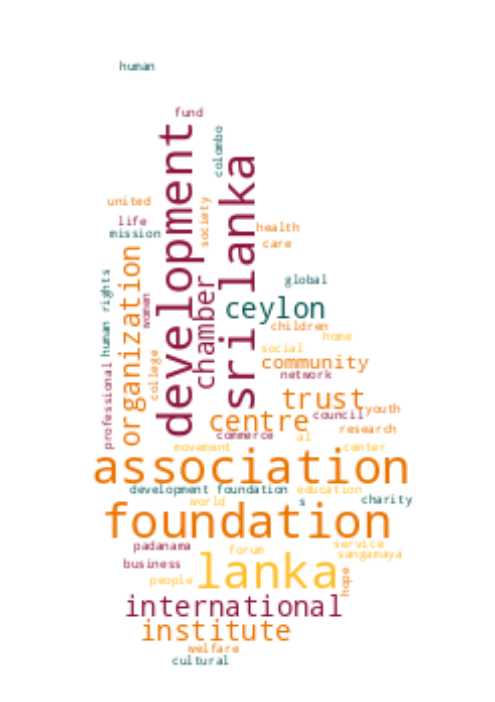 human
fund
colombo
development
sri lanka
united
society
life
mission
health
care
organization
human rights
women
chamber
global
ceylon
children
home
social
community
network
college
professional
trust
youth
council
centre
research
commerce
al
movement
center
association
development foundation
education
world
s
charity
foundation
padanama
forum
service
sangamaya
business
people
lanka
hope
international
institute
welfare
cultural